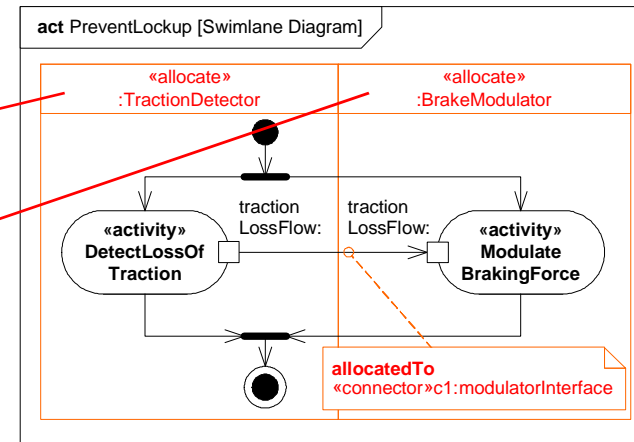 act PreventLockup [Swimlane Diagram]
«allocate»
:TractionDetector
«allocate»
:BrakeModulator
traction
LossFlow:
traction
LossFlow:
«activity»
DetectLossOf
Traction
«activity»
Modulate
BrakingForce
allocatedTo
«connector»c1:modulatorInterface